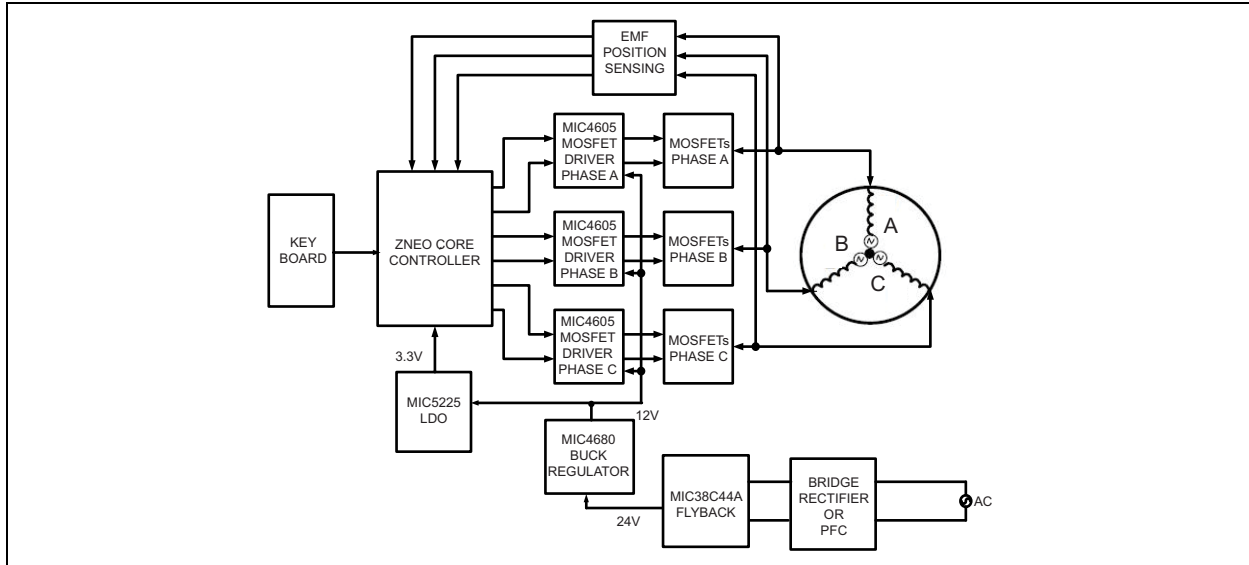 EMF
POSITION
SENSING
MIC4605
MOSFET
DRIVER
PHASE A
MOSFETs
PHASE A
KEY
BOARD
ZNEO CORE
CONTROLLER
MIC4605
MOSFET
DRIVER
PHASE B
MOSFETs
PHASE B
A
B
C
MIC4605
MOSFET
DRIVER
PHASE C
MOSFETs
PHASE C
3.3V
MIC5225
LDO
12V
MIC4680
BUCK
REGULATOR
24V
MIC38C44A
FLYBACK
BRIDGE
RECTIFIER
OR
PFC
AC